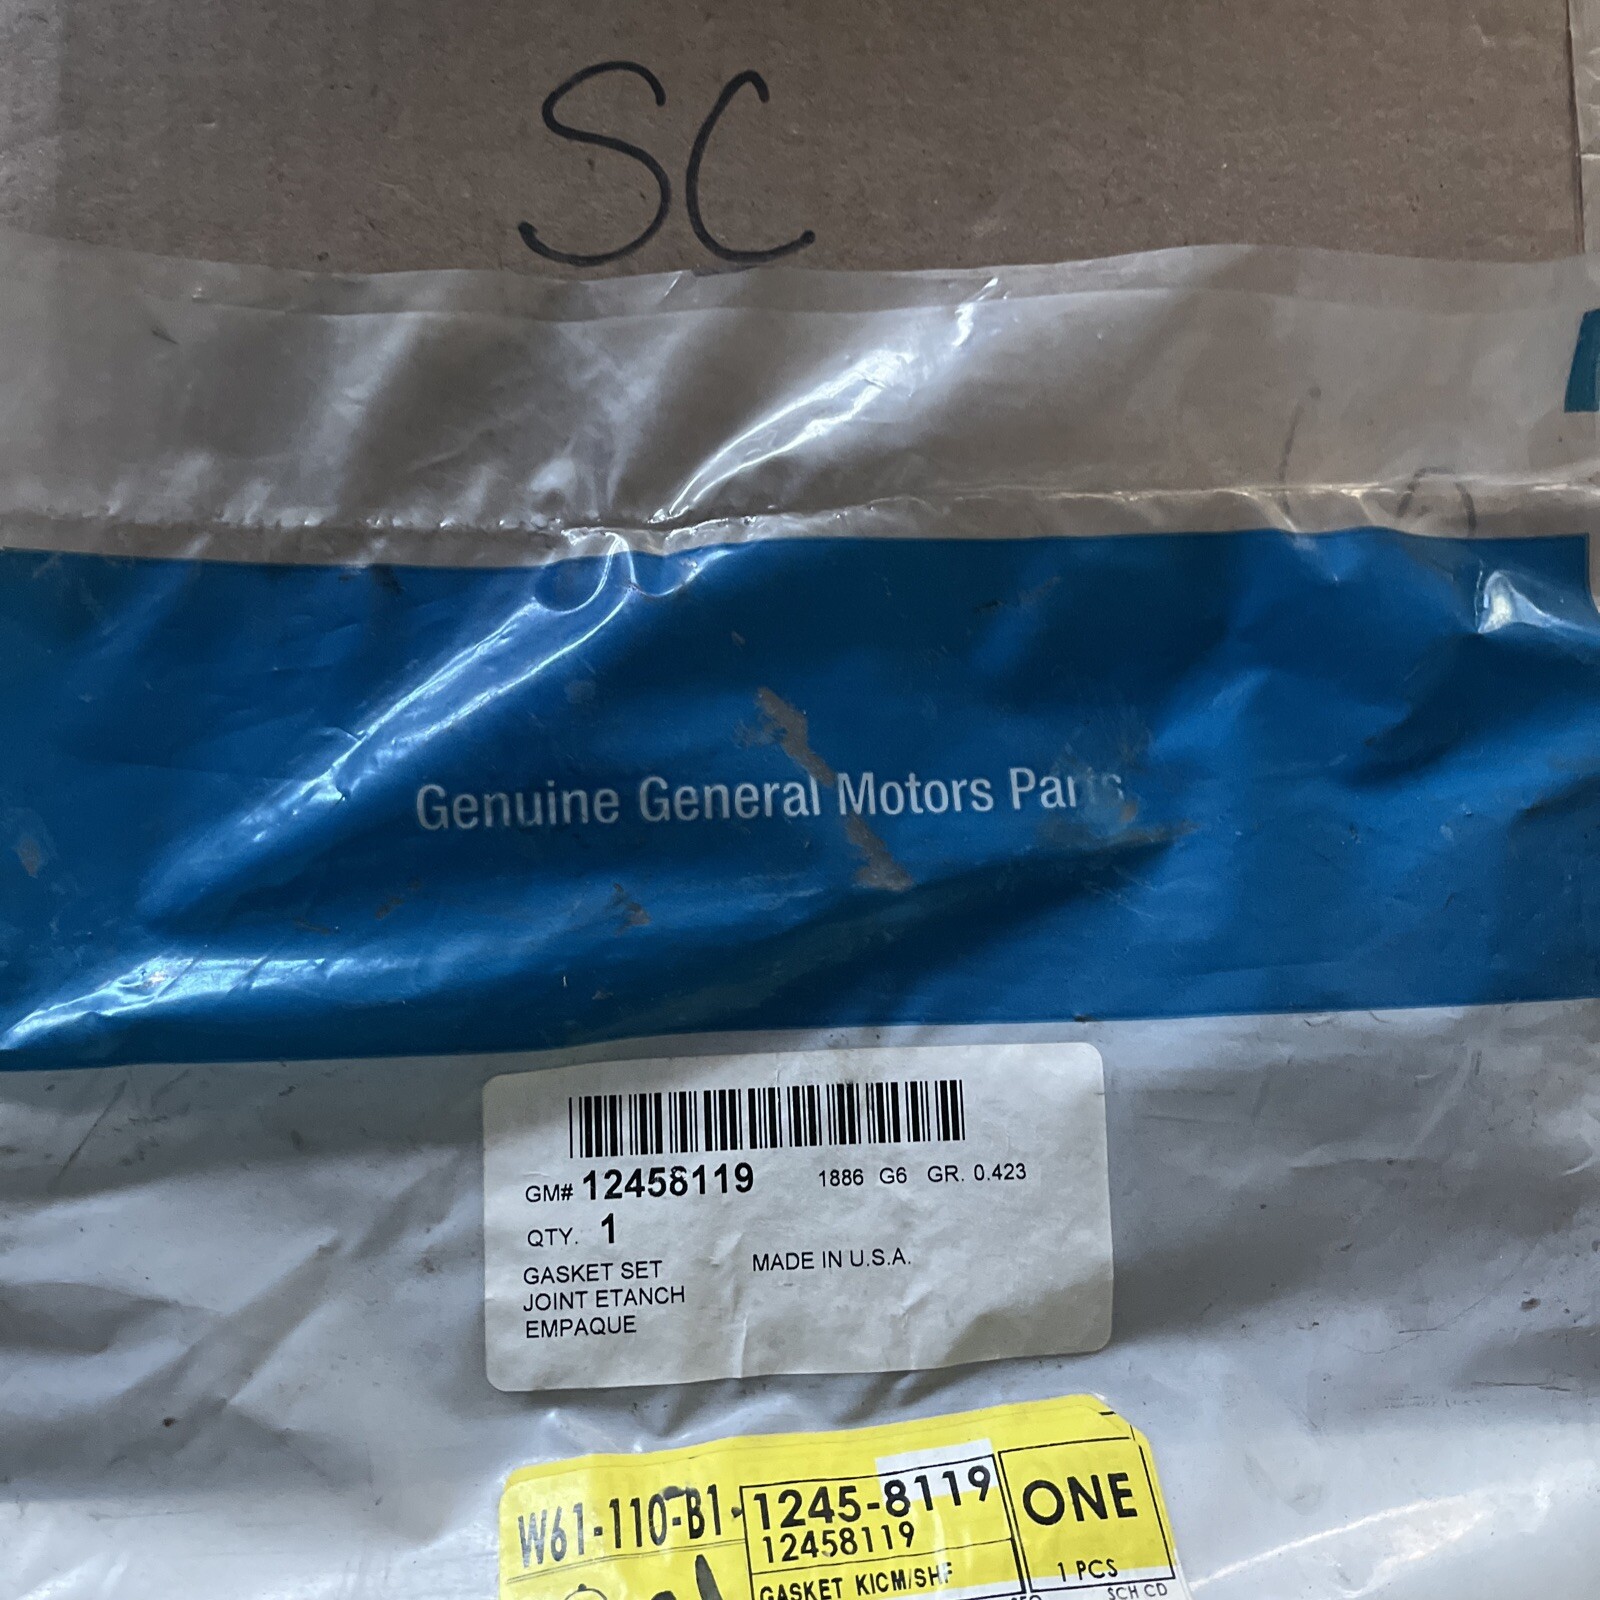 SC
Genuine General Motors Parts
GM# 12458119 1886 G6 GR. 0.423
QTY. 1
GASKET SET MADE IN U.S.A.
JOINT ETANCH
EMPAQUE
W61-110-B1- 1245-8119 ONE
12458119
GASKET KICM/SHF 1 PCS
SCH CD